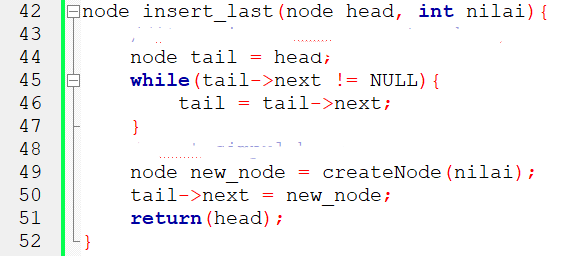 42 node insert_last(node head, int nilai){
43
44 node tail = head;
45 while(tail->next != NULL){
46 tail = tail->next;
47 }
48
49 node new_node = createNode(nilai);
50 tail->next = new_node;
51 return(head);
52 }